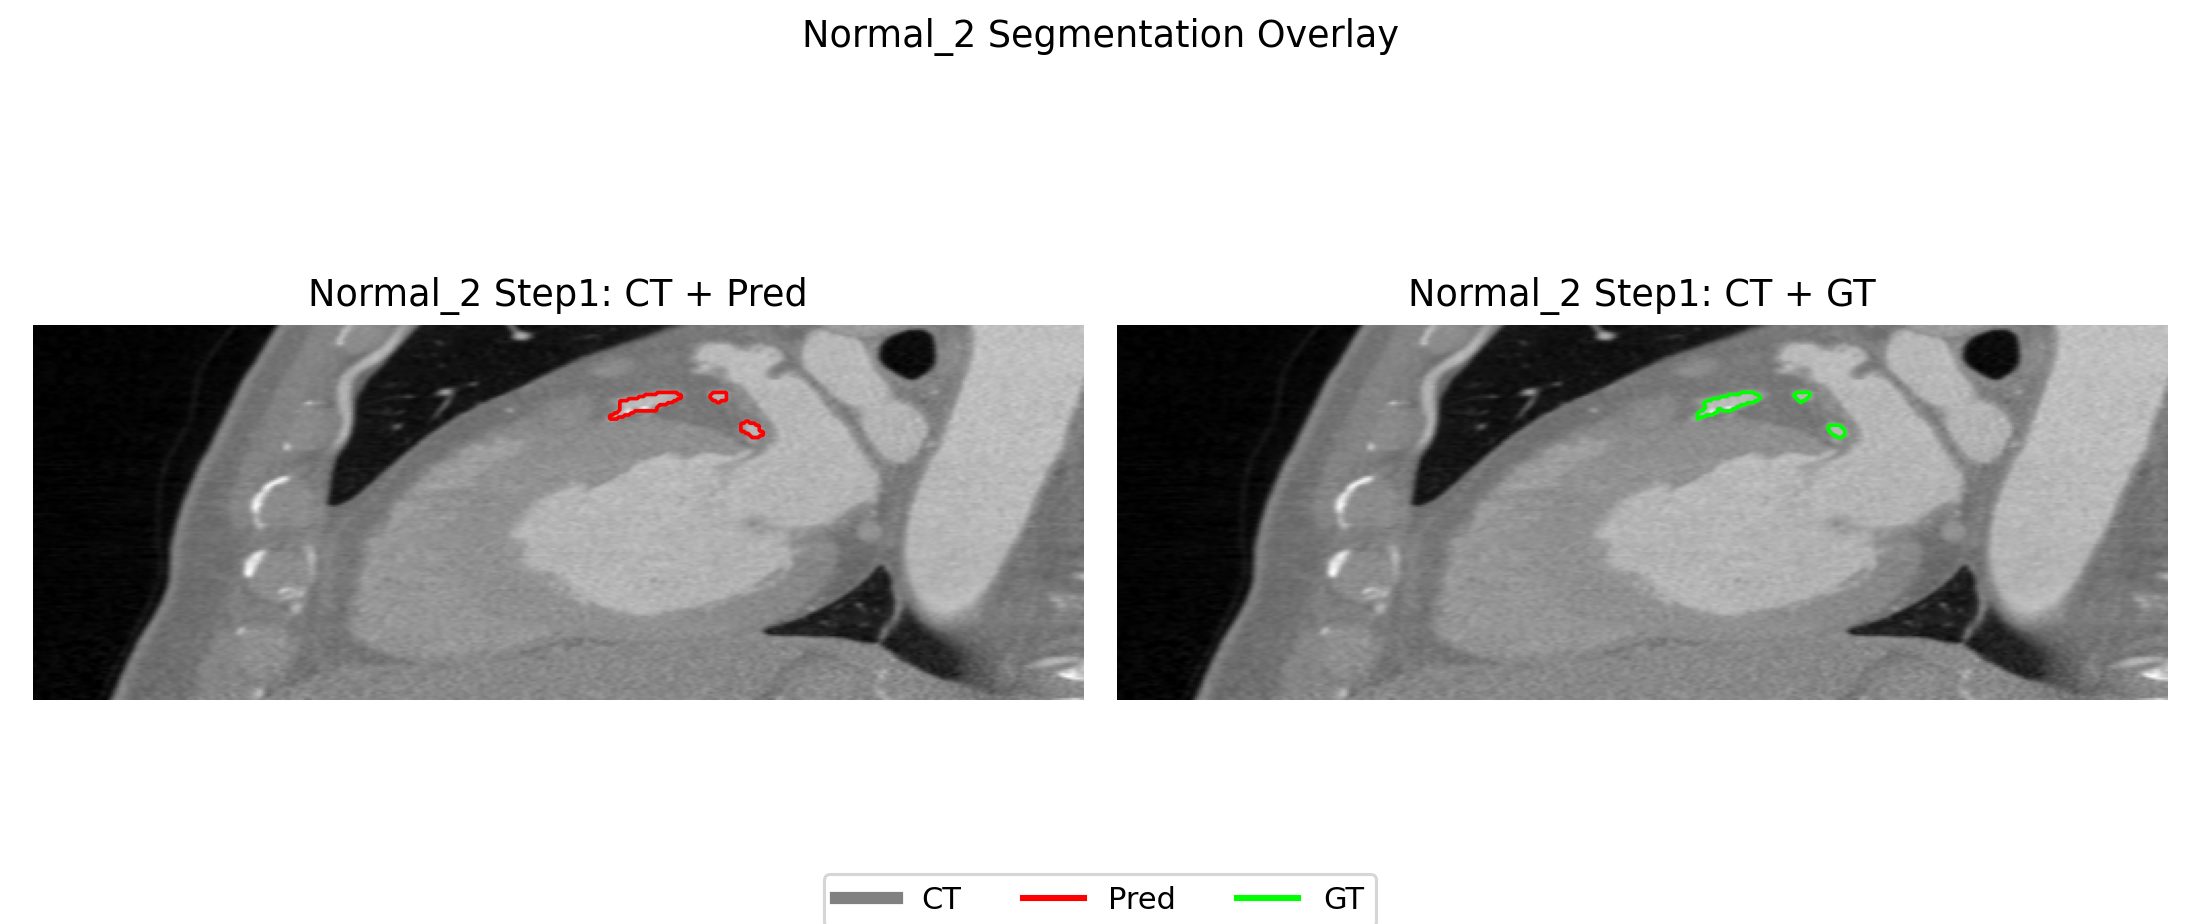 Normal_2 Segmentation Overlay
Normal_2 Step1: CT + Pred
Normal_2 Step1: CT + GT
CT Pred GT